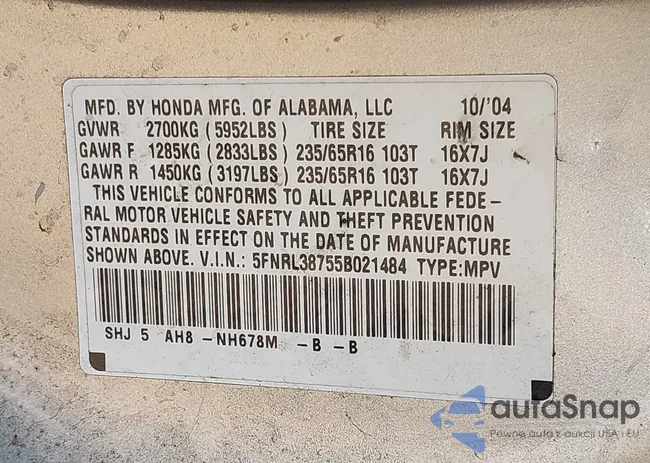 MFD. BY HONDA MFG. OF ALABAMA, LLC 10/'04
GVWR 2700KG (5952LBS) TIRE SIZE RIM SIZE
GAWR F 1285KG (2833LBS) 235/65R16 103T 16X7J
GAWR R 1450KG (3197LBS) 235/65R16 103T 16X7J
THIS VEHICLE CONFORMS TO ALL APPLICABLE FEDE-
RAL MOTOR VEHICLE SAFETY AND THEFT PREVENTION
STANDARDS IN EFFECT ON THE DATE OF MANUFACTURE
SHOWN ABOVE. V.I.N.: 5FNRL38755B021484 TYPE:MPV
SHJ 5 AH8 -NH678M -B -B
autaSnap
Pewne auta z aukcji USA i EU